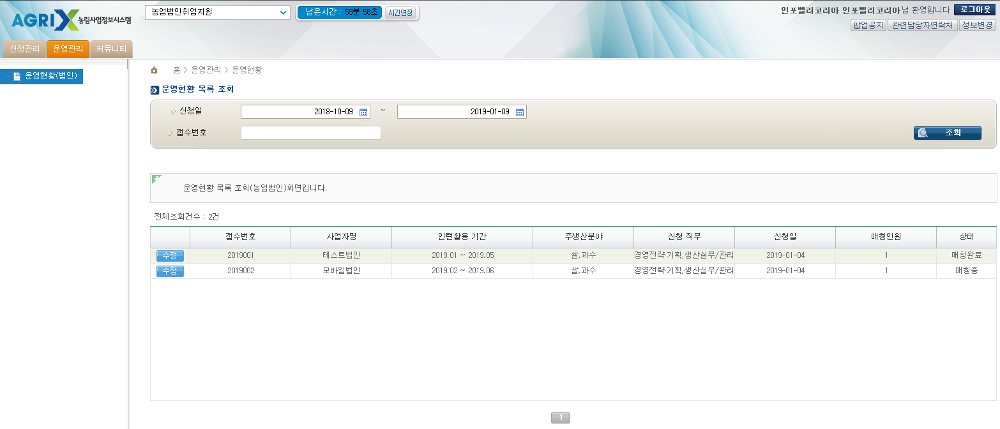 AGRIX 농림사업정보시스템
농업법인취업지원
남은시간 : 59분 58초 시간연장
인포밸리코리아 인포밸리코리아님 환영합니다 로그아웃
팝업공지 관련담당자연락처 정보변경
신청관리 운영관리 커뮤니티
운영현황(법인)
홈 > 운영관리 > 운영현황
운영현황 목록 조회
신청일 2018-10-09 ~ 2019-01-09
접수번호
조회
운영현황 목록 조회(농업법인)화면입니다.
전체조회건수 : 2건
접수번호 사업자명 인턴활용 기간 주생산분야 신청 직무 신청일 매칭인원 상태
수정 2019001 테스트법인 2019.01 ~ 2019.05 쌀,과수 경영전략·기획,생산실무/관리 2019-01-04 1 매칭완료
수정 2019002 모바일법인 2019.02 ~ 2019.06 쌀,과수 경영전략·기획,생산실무/관리 2019-01-04 1 매칭중
1